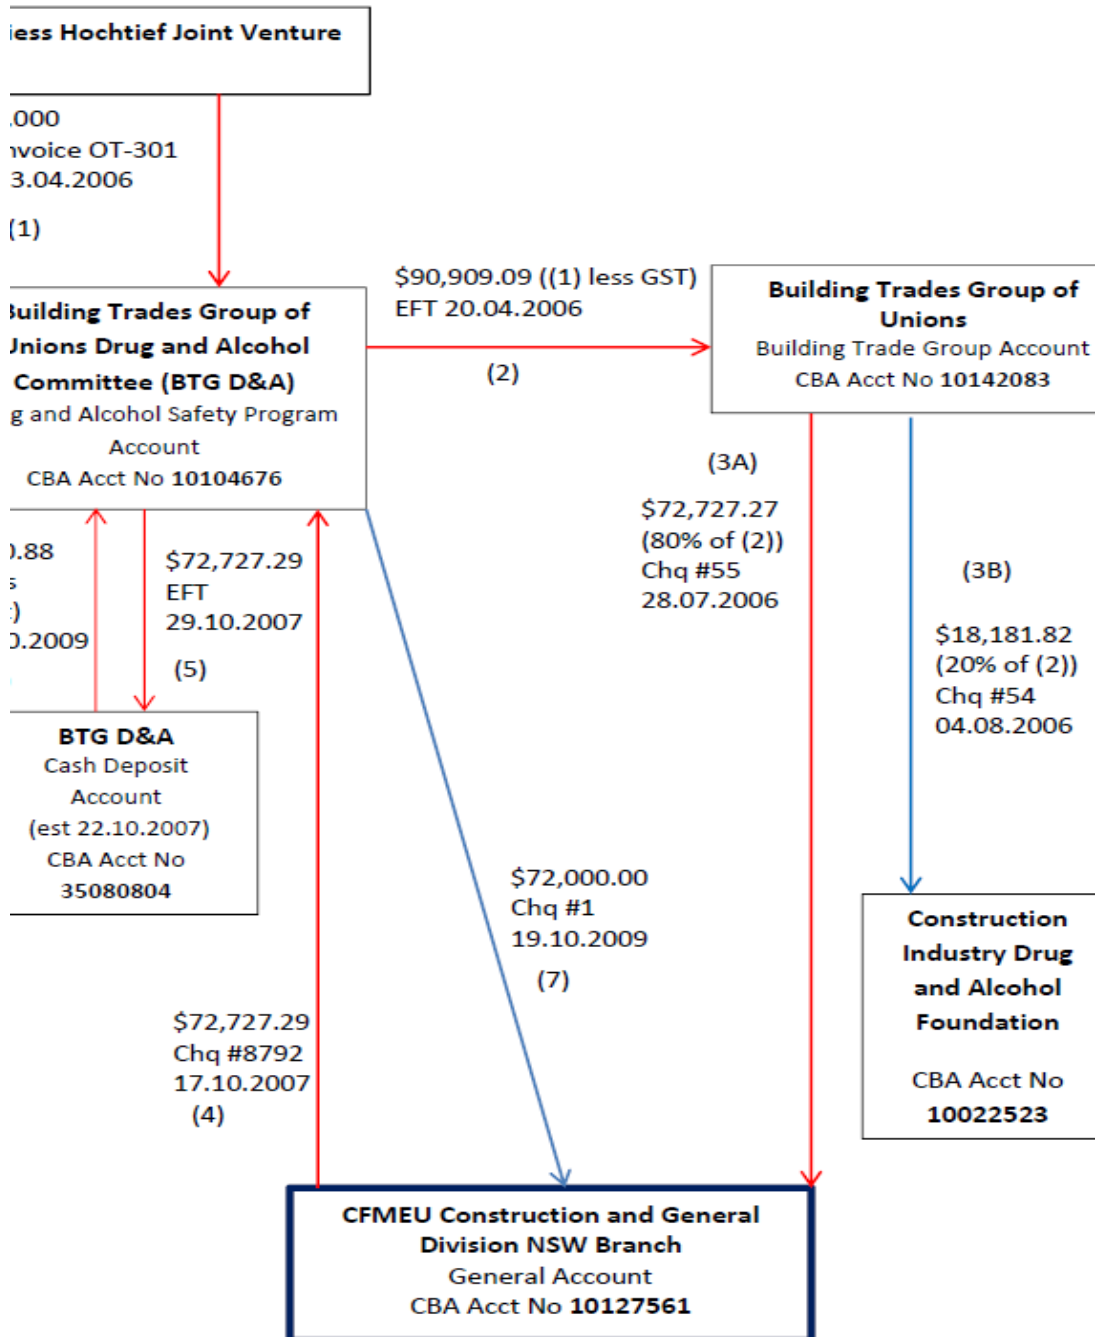 iess Hochtief Joint Venture
,000
nvoice OT-301
3.04.2006
(1)
$90,909.09 ((1) less GST)
EFT 20.04.2006
(2)
Building Trades Group of
Unions
Building Trade Group Account
CBA Acct No 10142083
Building Trades Group of
Unions Drug and Alcohol
Committee (BTG D&A)
g and Alcohol Safety Program
Account
CBA Acct No 10104676
(3A)
$72,727.27
(80% of (2))
Chq #55
28.07.2006
(3B)
$18,181.82
(20% of (2))
Chq #54
04.08.2006
0.88
s
t)
0.2009
$72,727.29
EFT
29.10.2007
(5)
BTG D&A
Cash Deposit
Account
(est 22.10.2007)
CBA Acct No
35080804
$72,000.00
Chq #1
19.10.2009
(7)
Construction
Industry Drug
and Alcohol
Foundation
CBA Acct No
10022523
$72,727.29
Chq #8792
17.10.2007
(4)
CFMEU Construction and General
Division NSW Branch
General Account
CBA Acct No 10127561